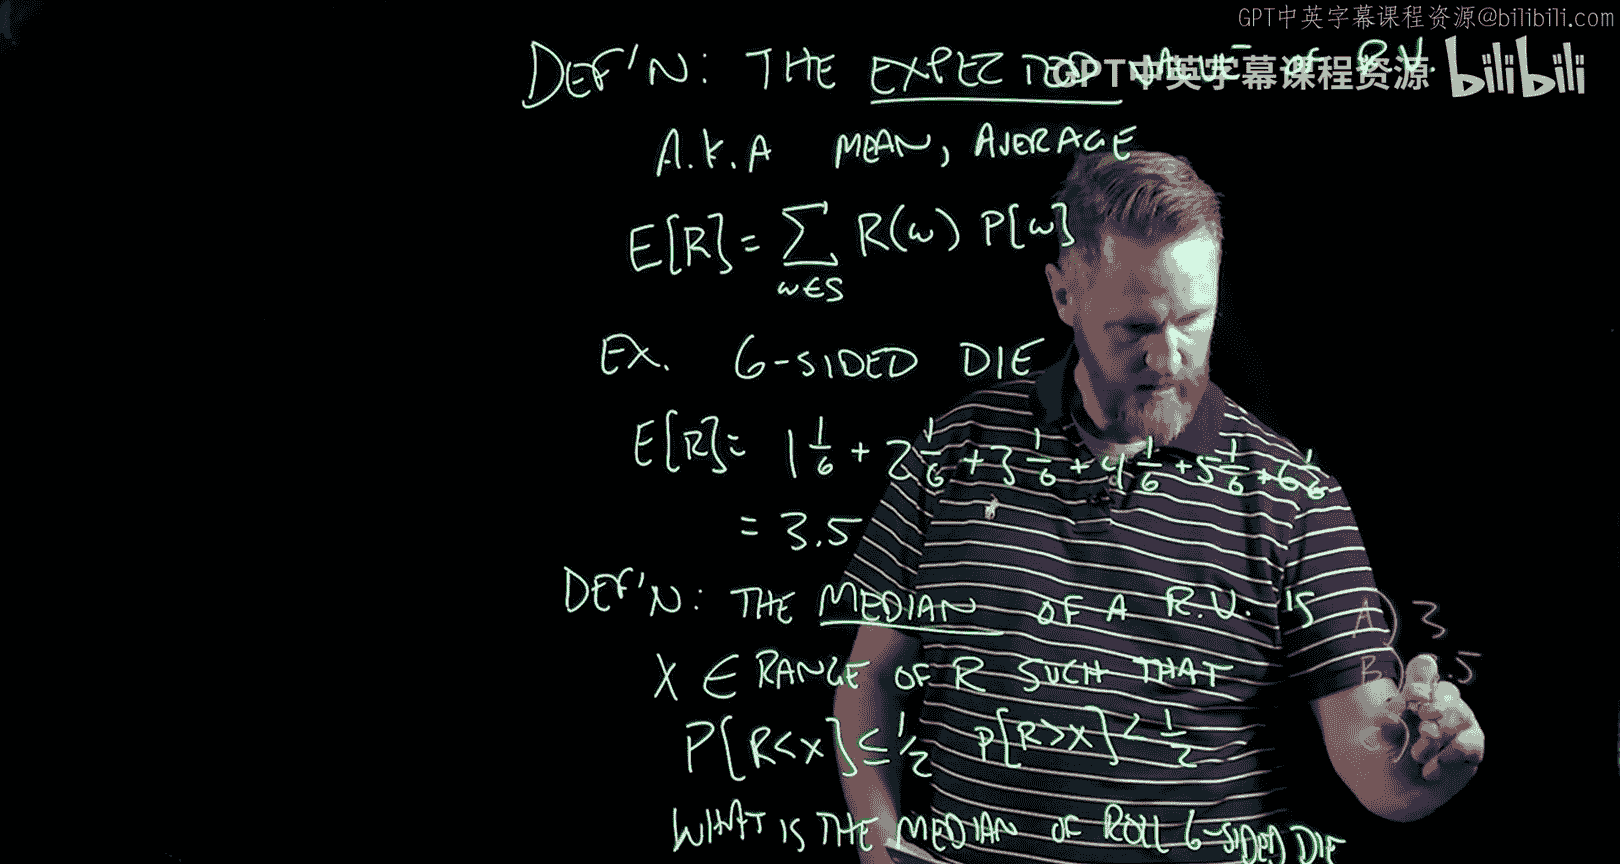 GPT中英字幕课程资源@bilibili.com
DEF'N: THE EXPECTED VALUE OF R.V.
GPT中英字幕课程资源 bilibili
A.K.A MEAN, AVERAGE
E[R] = ∑ R(ω) P[ω]
ω∈S
EX. 6-SIDED DIE
E[R] = 1 1/6 + 2 1/6 + 3 1/6 + 4 1/6 + 5 1/6 + 6 1/6
= 3.5
DEF'N: THE MEDIAN OF A R.V. IS
X ∈ RANGE OF R SUCH THAT
P[R<X] ≤ 1/2 P[R>X] < 1/2
WHAT IS THE MEDIAN OF ROLL 6-SIDED DIE
A) 3
B) .5
C)